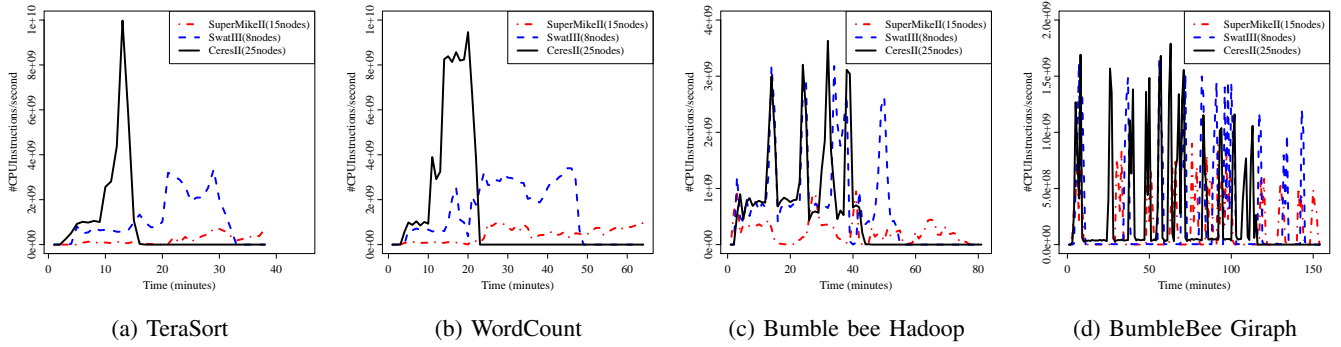 SuperMikeII(15nodes)
SwatIII(8nodes)
CeresII(25nodes)
#CPUInstructions/second
0e+00 2e+09 4e+09 6e+09 8e+09 1e+10
0 10 20 30 40
Time (minutes)
(a) TeraSort
SuperMikeII(15nodes)
SwatIII(8nodes)
CeresII(25nodes)
#CPUInstructions/second
0e+00 2e+09 4e+09 6e+09 8e+09 1e+10
0 10 20 30 40 50 60
Time (minutes)
(b) WordCount
SuperMikeII(15nodes)
SwatIII(8nodes)
CeresII(25nodes)
#CPUInstructions/second
0e+00 1e+09 2e+09 3e+09 4e+09
0 20 40 60 80
Time (minutes)
(c) Bumble bee Hadoop
SuperMikeII(15nodes)
SwatIII(8nodes)
CeresII(25nodes)
#CPUInstructions/second
0.0e+00 5.0e+08 1.0e+09 1.5e+09 2.0e+09
0 50 100 150
Time (minutes)
(d) BumbleBee Giraph